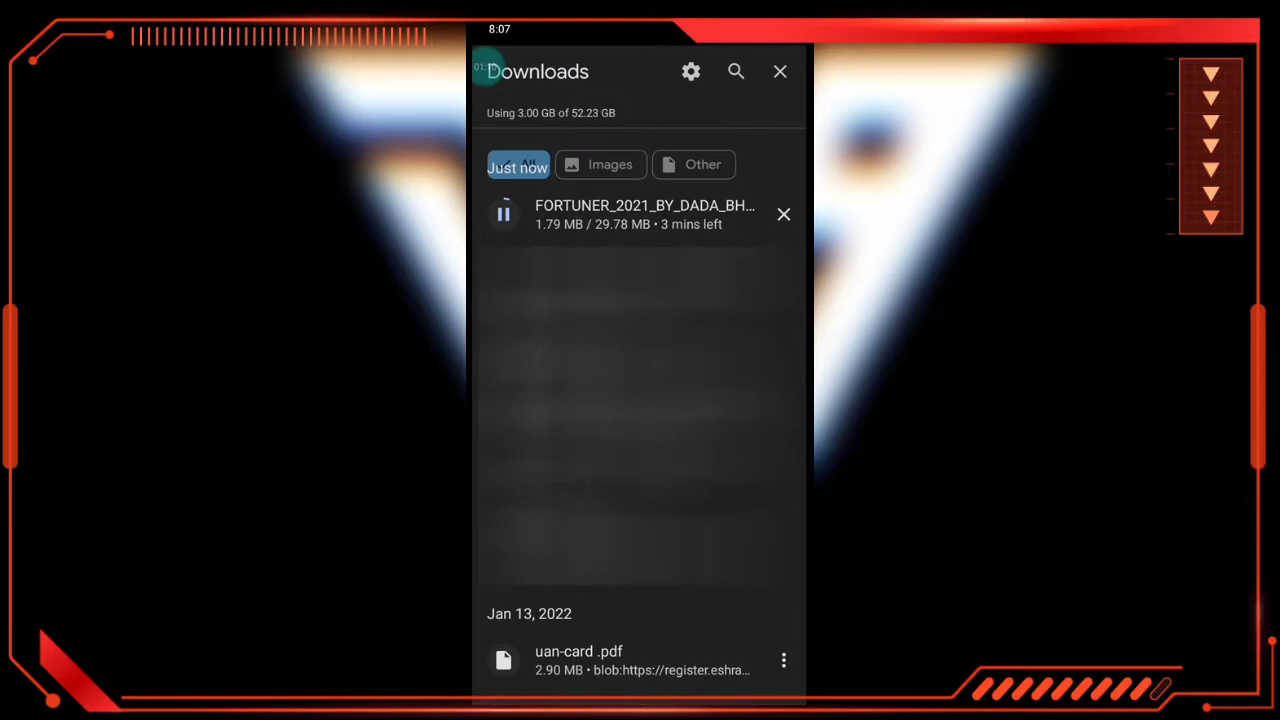 8:07
Downloads
Using 3.00 GB of 52.23 GB
Just now
Images
Other
FORTUNER_2021_BY_DADA_BH...
1.79 MB / 29.78 MB • 3 mins left
Jan 13, 2022
uan-card .pdf
2.90 MB • blob:https://register.eshra...